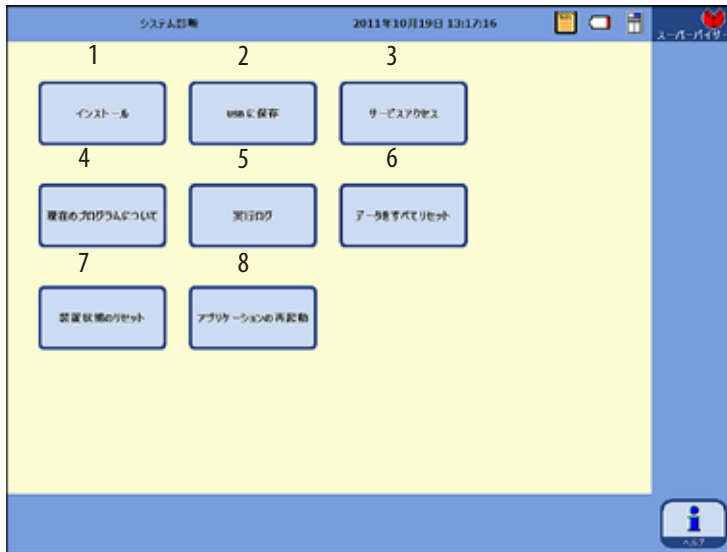 システム診断 2011年10月19日 13:17:16
スーパーバイザー
1 2 3
インストール USBに保存 サービスアクセス
4 5 6
現在のプログラムについて 実行ログ データをすべてリセット
7 8
装置状態のリセット アプリケーションの再起動
ヘルプ